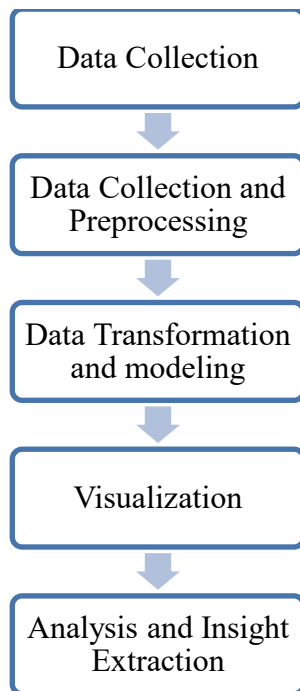 Data Collection
Data Collection and
Preprocessing
Data Transformation
and modeling
Visualization
Analysis and Insight
Extraction